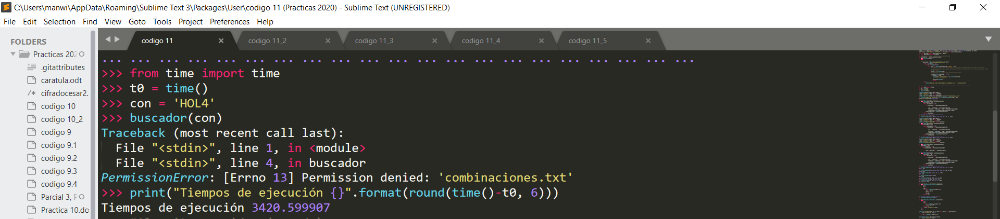 C:\Users\manwi\AppData\Roaming\Sublime Text 3\Packages\User\codigo 11 (Practicas 2020) - Sublime Text (UNREGISTERED)
File Edit Selection Find View Goto Tools Project Preferences Help
FOLDERS
Practicas 202
.gitattributes
caratula.odt
cifradocesar2.
codigo 10
codigo 10_2
codigo 9
codigo 9.1
codigo 9.2
codigo 9.3
codigo 9.4
Parcial 3, P
Practica 10.do
codigo 11 codigo 11_2 codigo 11_3 codigo 11_4 codigo 11_5
... ... ... ... ... ... ... ... ... ... ... ... ... ... ... ... ... ... ... ... ...
>>> from time import time
>>> t0 = time()
>>> con = 'HOL4'
>>> buscador(con)
Traceback (most recent call last):
  File "<stdin>", line 1, in <module>
  File "<stdin>", line 4, in buscador
PermissionError: [Errno 13] Permission denied: 'combinaciones.txt'
>>> print("Tiempos de ejecución {}".format(round(time()-t0, 6)))
Tiempos de ejecución 3420.599907